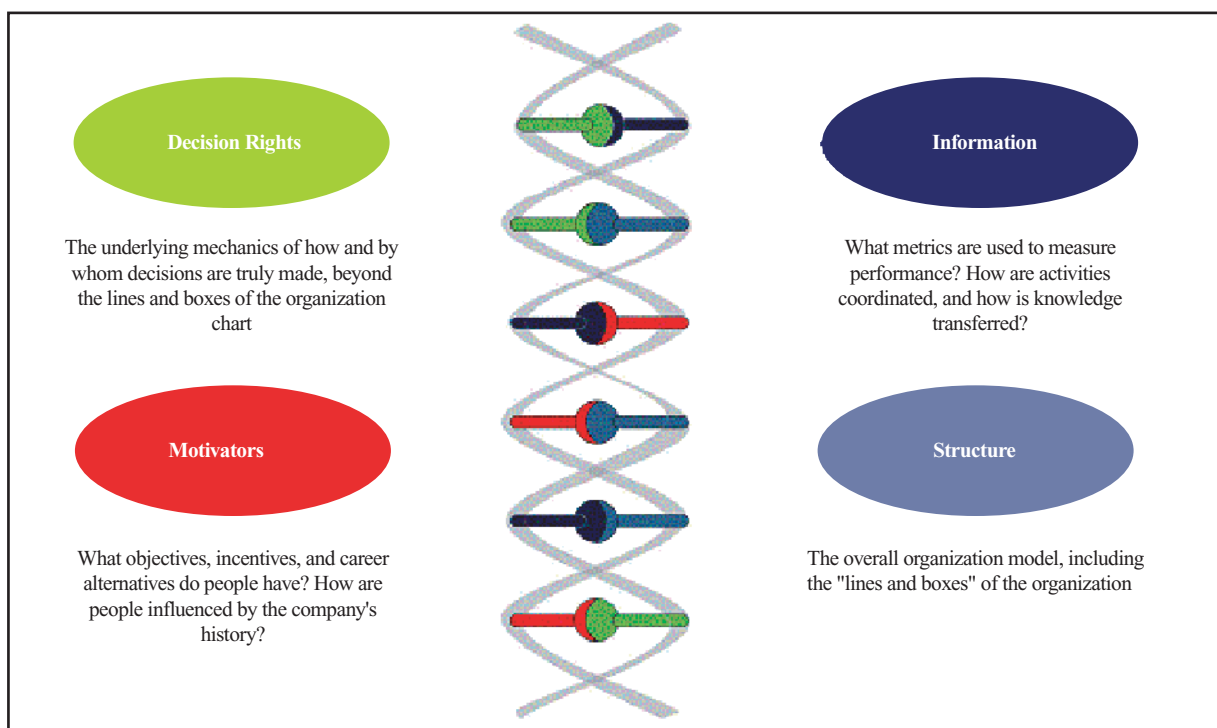 Decision Rights
The underlying mechanics of how and by
whom decisions are truly made, beyond
the lines and boxes of the organization
chart
Information
What metrics are used to measure
performance? How are activities
coordinated, and how is knowledge
transferred?
Motivators
What objectives, incentives, and career
alternatives do people have? How are
people influenced by the company's
history?
Structure
The overall organization model, including
the "lines and boxes" of the organization